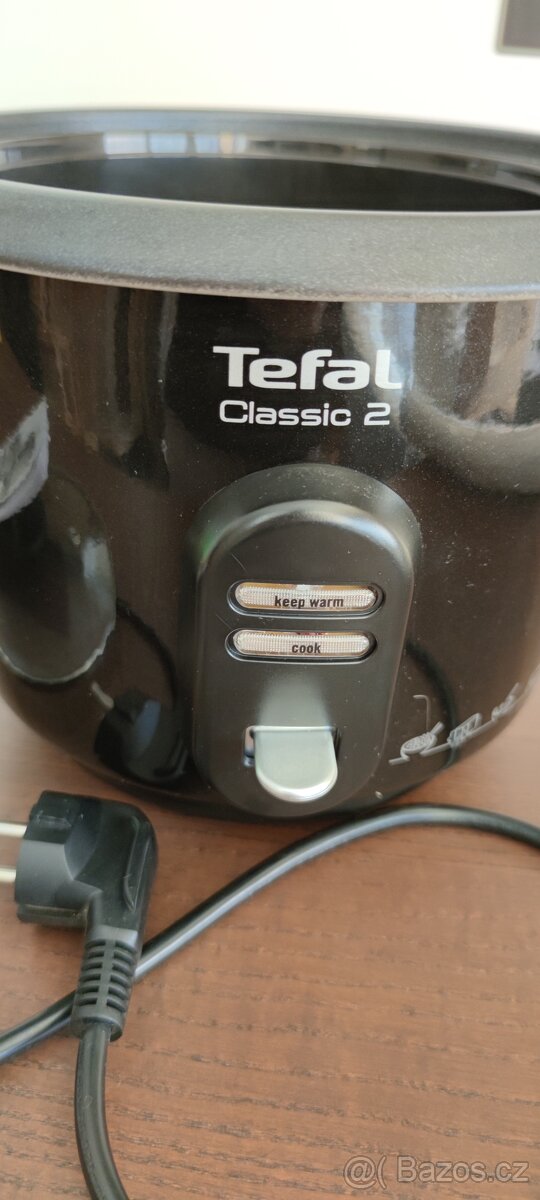 Tefal
Classic 2
keep warm
cook
Bazos.cz